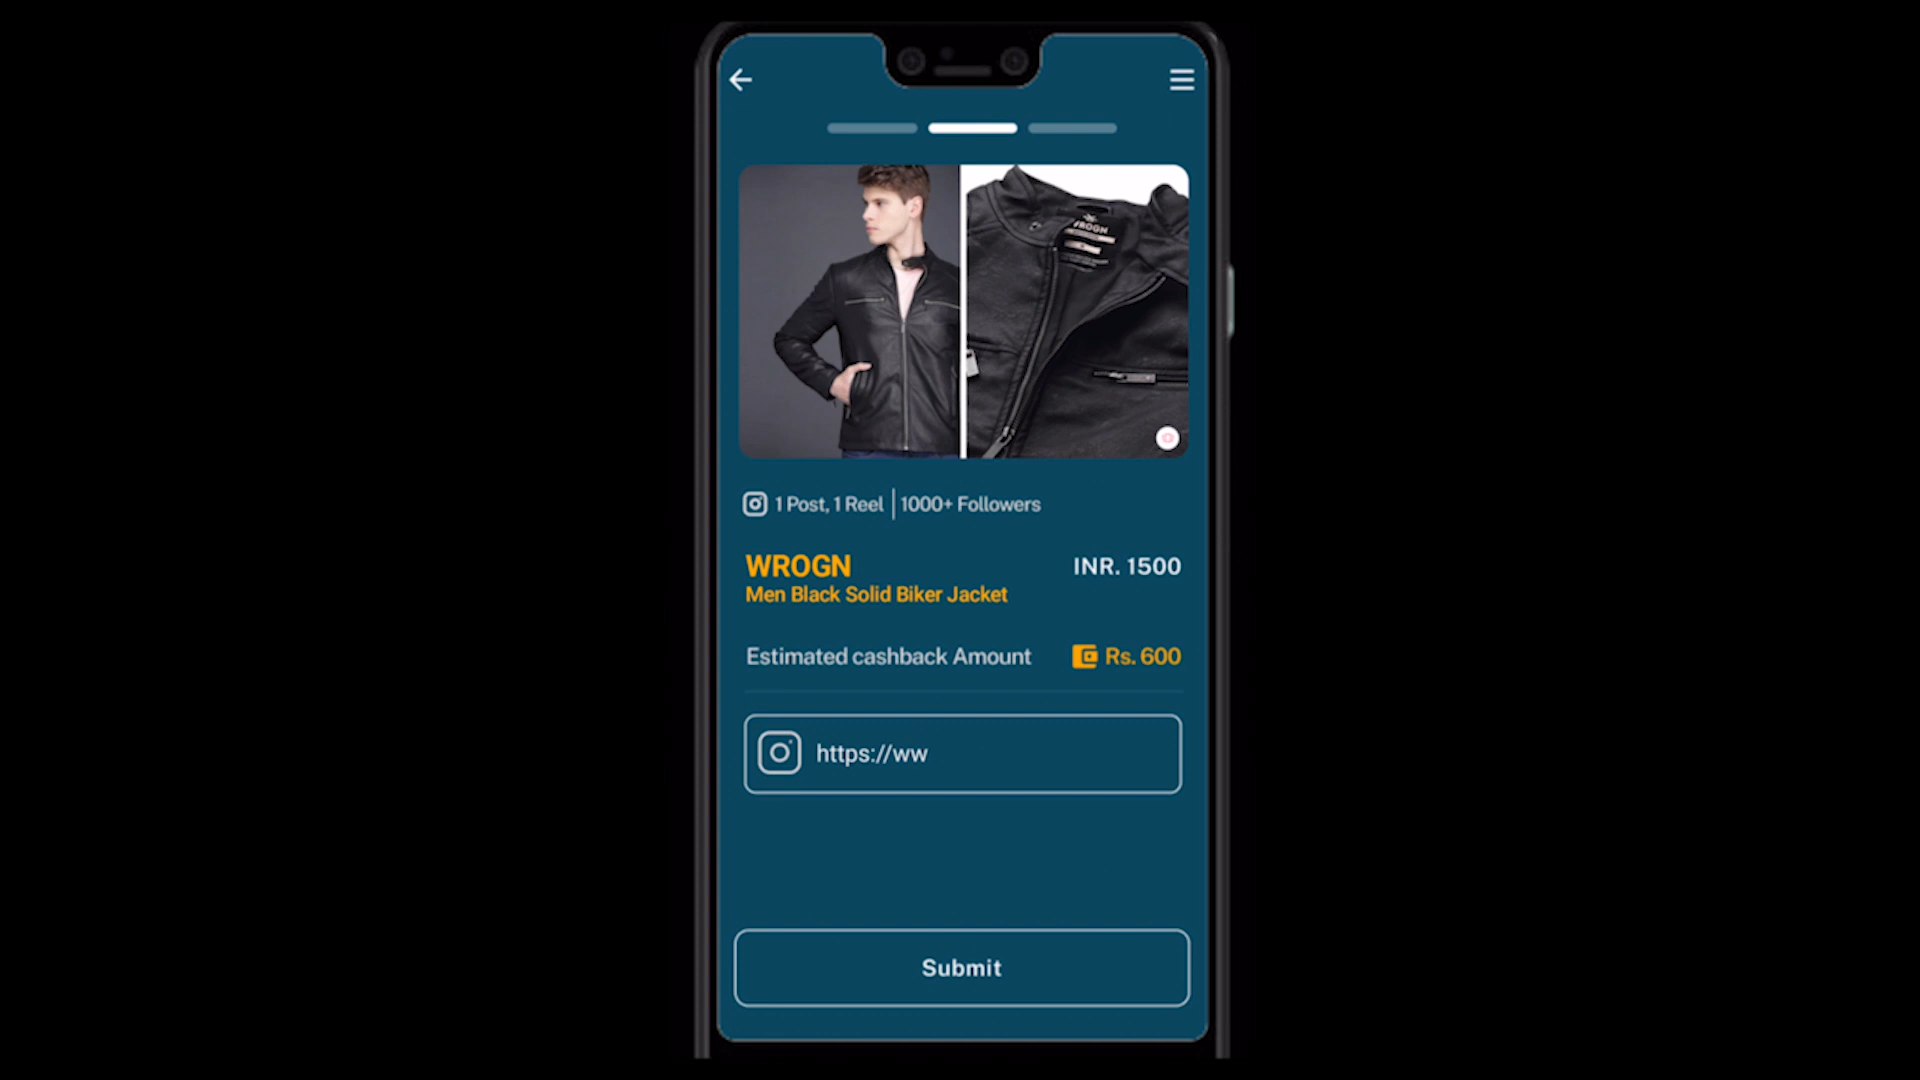 WROGN
1 Post, 1 Reel | 1000+ Followers
WROGN
INR. 1500
Men Black Solid Biker Jacket
Estimated cashback Amount
Rs. 600
https://ww
Submit